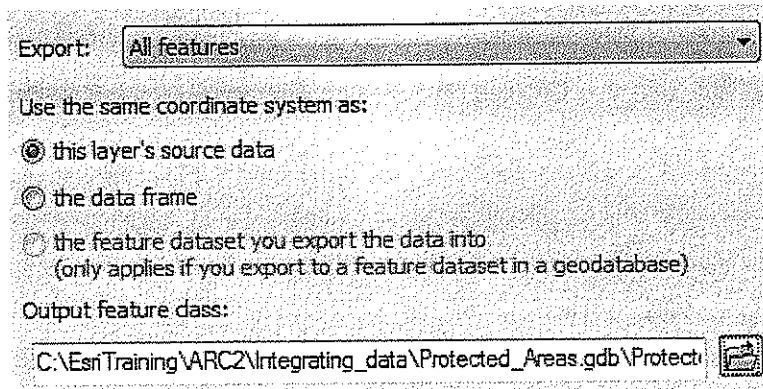 Export: All features
Use the same coordinate system as:
this layer's source data
the data frame
the feature dataset you export the data into
(only applies if you export to a feature dataset in a geodatabase)
Output feature class:
C:\EsriTraining\ARC2\Integrating_data\Protected_Areas.gdb\Protect